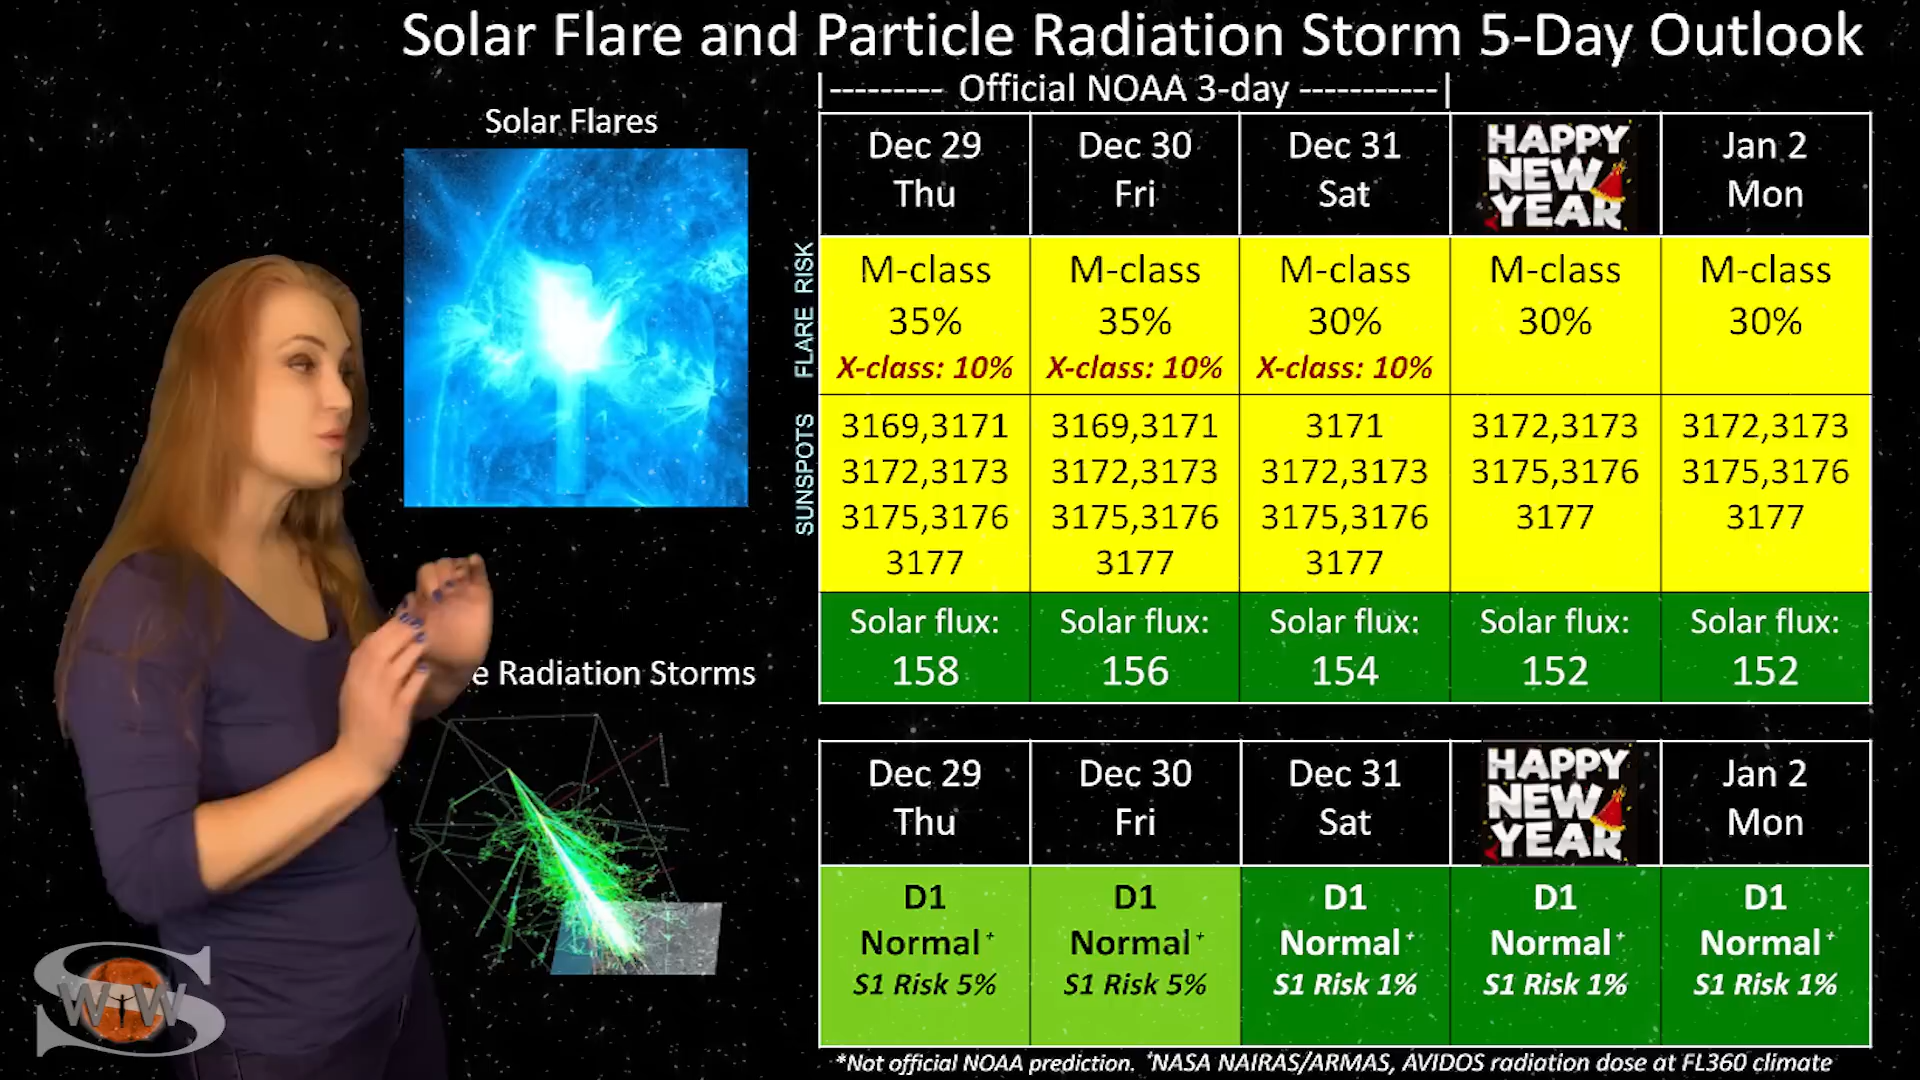 Solar Flare and Particle Radiation Storm 5-Day Outlook
|--------- Official NOAA 3-day -----------|
Solar Flares
Dec 29 Thu
Dec 30 Fri
Dec 31 Sat
HAPPY NEW YEAR
Jan 2 Mon
FLARE RISK
M-class 35% X-class: 10%
M-class 35% X-class: 10%
M-class 30% X-class: 10%
M-class 30%
M-class 30%
SUNSPOTS
3169,3171 3172,3173 3175,3176 3177
3169,3171 3172,3173 3175,3176 3177
3171 3172,3173 3175,3176 3177
3172,3173 3175,3176 3177
3172,3173 3175,3176 3177
Solar flux: 158
Solar flux: 156
Solar flux: 154
Solar flux: 152
Solar flux: 152
e Radiation Storms
Dec 29 Thu
Dec 30 Fri
Dec 31 Sat
HAPPY NEW YEAR
Jan 2 Mon
D1 Normal+ S1 Risk 5%
D1 Normal+ S1 Risk 5%
D1 Normal+ S1 Risk 1%
D1 Normal+ S1 Risk 1%
D1 Normal+ S1 Risk 1%
*Not official NOAA prediction. +NASA NAIRAS/ARMAS, AVIDOS radiation dose at FL360 climate
SWTW